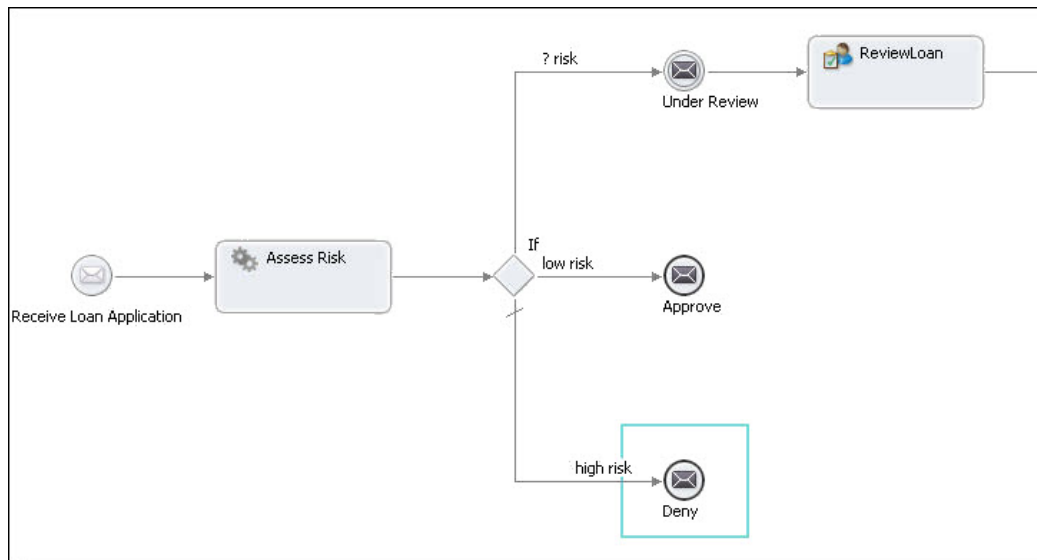 ? risk
Under Review
ReviewLoan
If
low risk
Assess Risk
Receive Loan Application
Approve
high risk
Deny